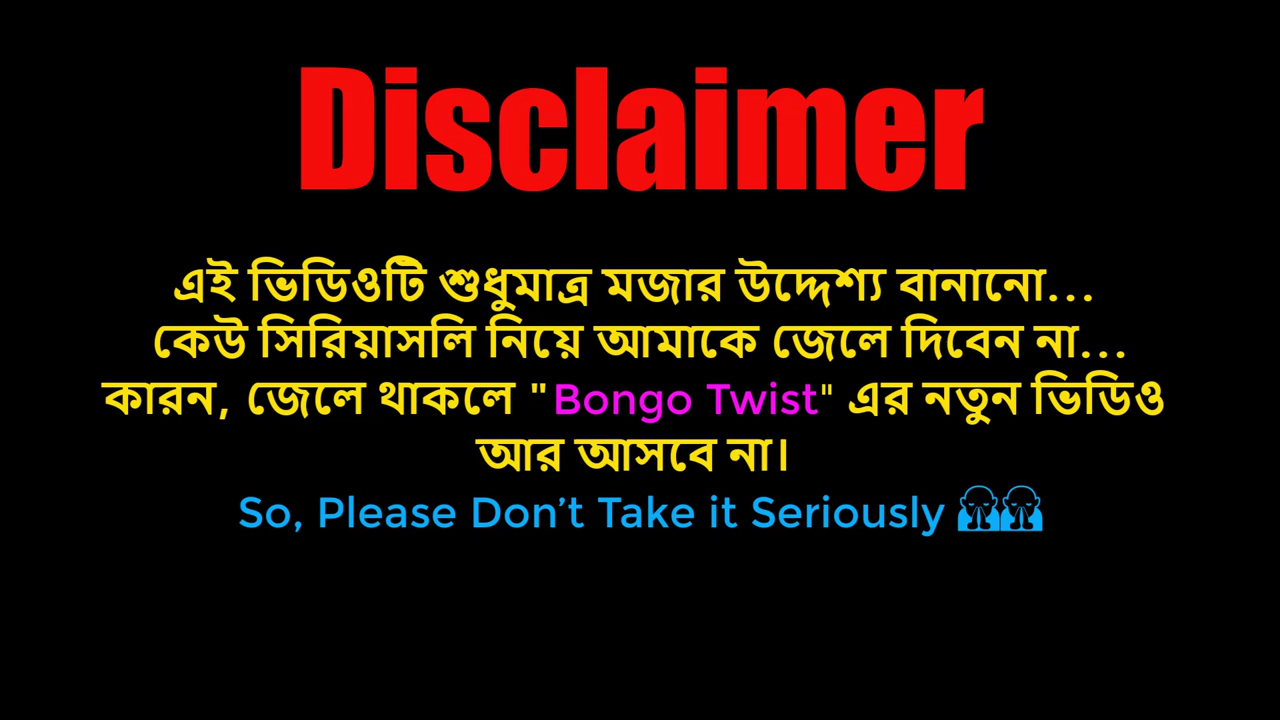 Disclaimer
এই ভিডিওটি শুধুমাত্র মজার উদ্দেশ্য বানানো...
কেউ সিরিয়াসলি নিয়ে আমাকে জেলে দিবেন না...
কারন, জেলে থাকলে "Bongo Twist" এর নতুন ভিডিও
আর আসবে না।
So, Please Don’t Take it Seriously